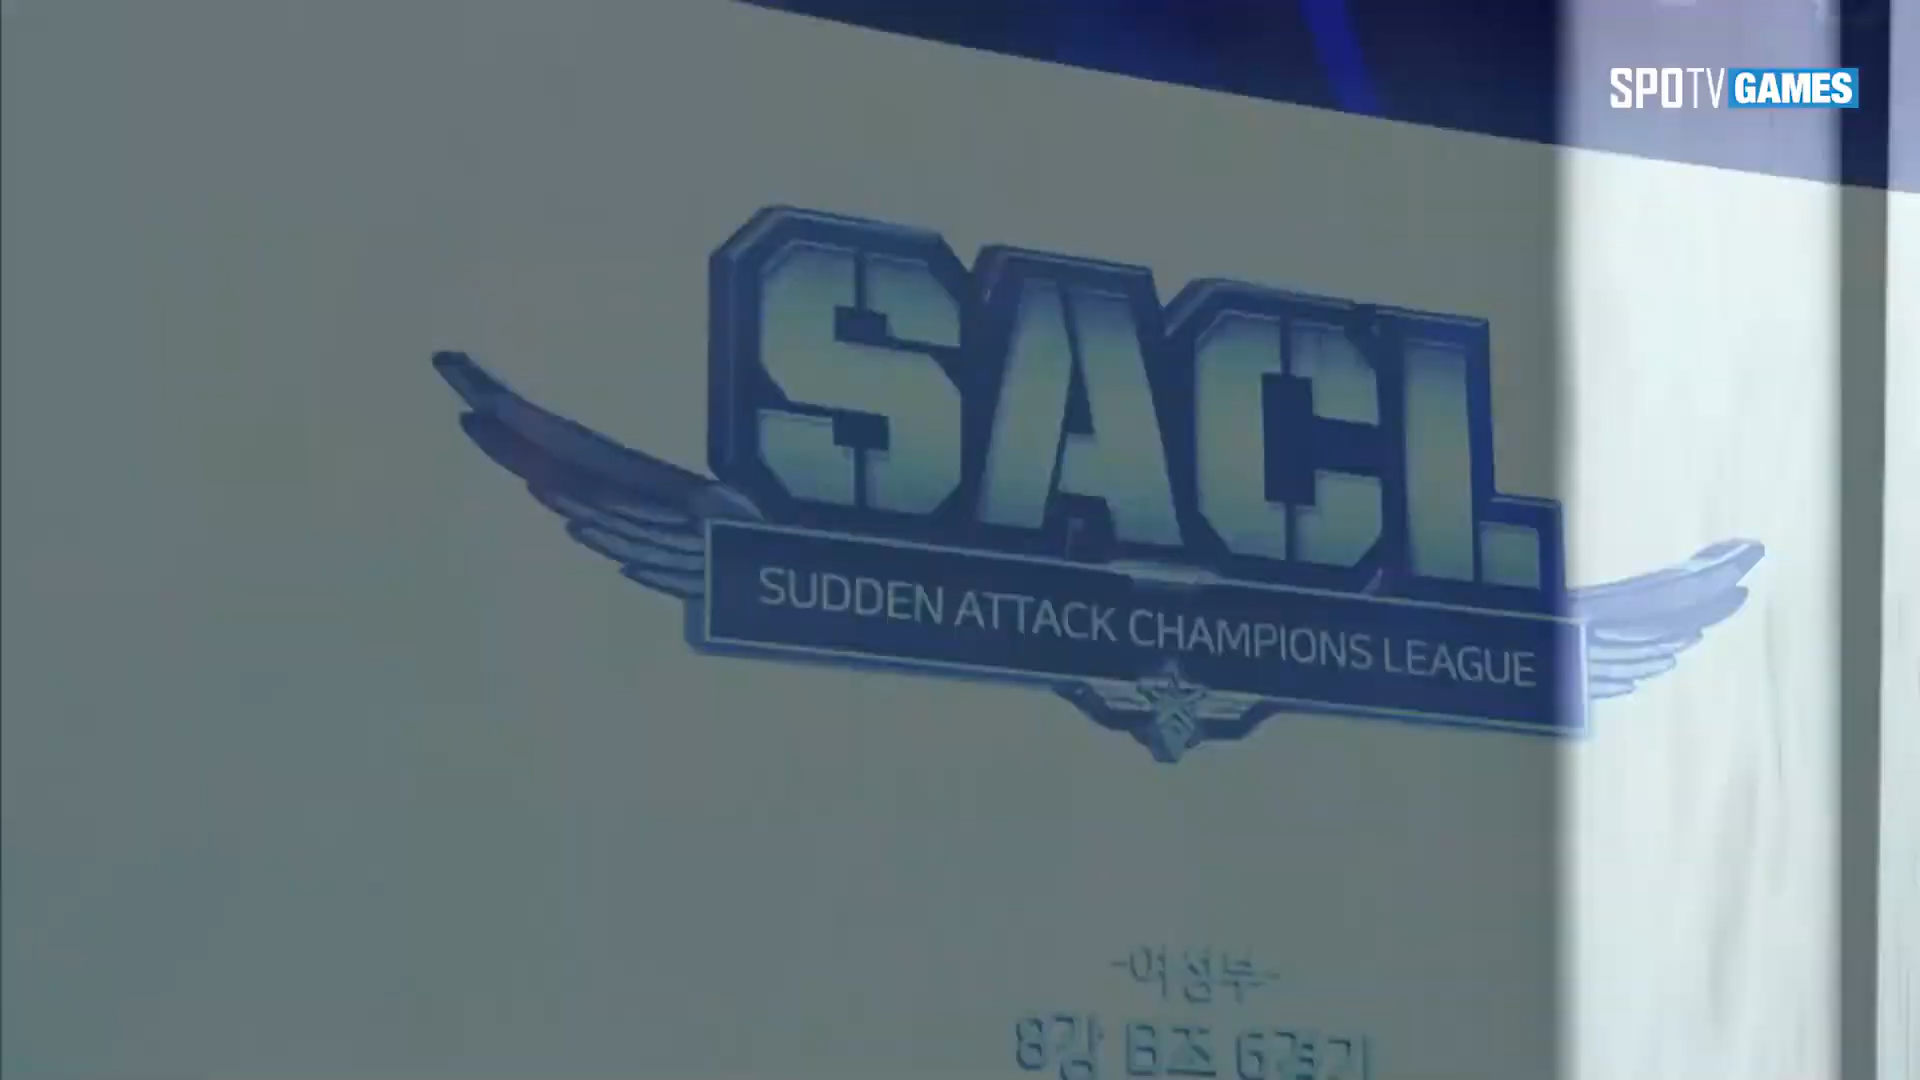 SPOTV GAMES
SACL
SUDDEN ATTACK CHAMPIONS LEAGUE
-여성부-
8강 B조 6경기